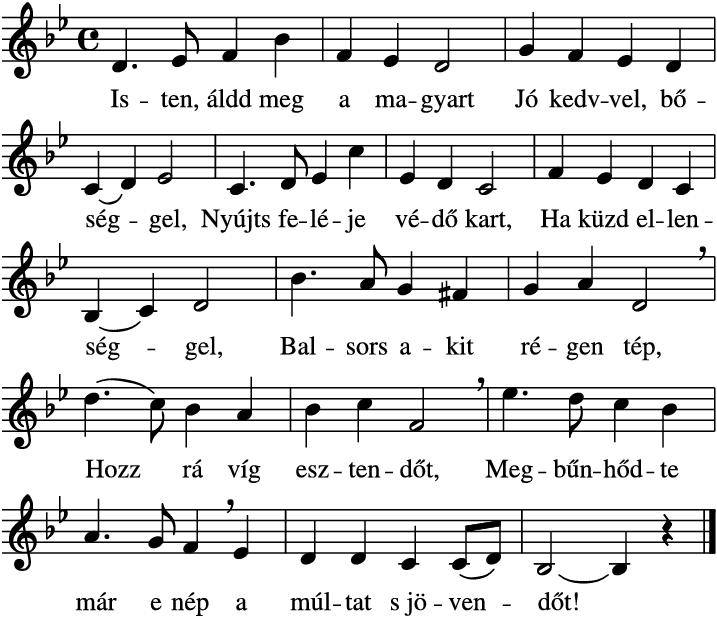 Is – ten, áldd meg a ma – gyart Jó kedv – vel, bő –
ség – gel, Nyújts fe – lé – je vé – dő kart, Ha küzd el – len –
ség – gel, Bal – sors a – kit ré – gen tép,
Hozz rá víg esz – ten – dőt, Meg – bűn – hőd – te
már e nép a múl – tat s jö – ven – dőt!